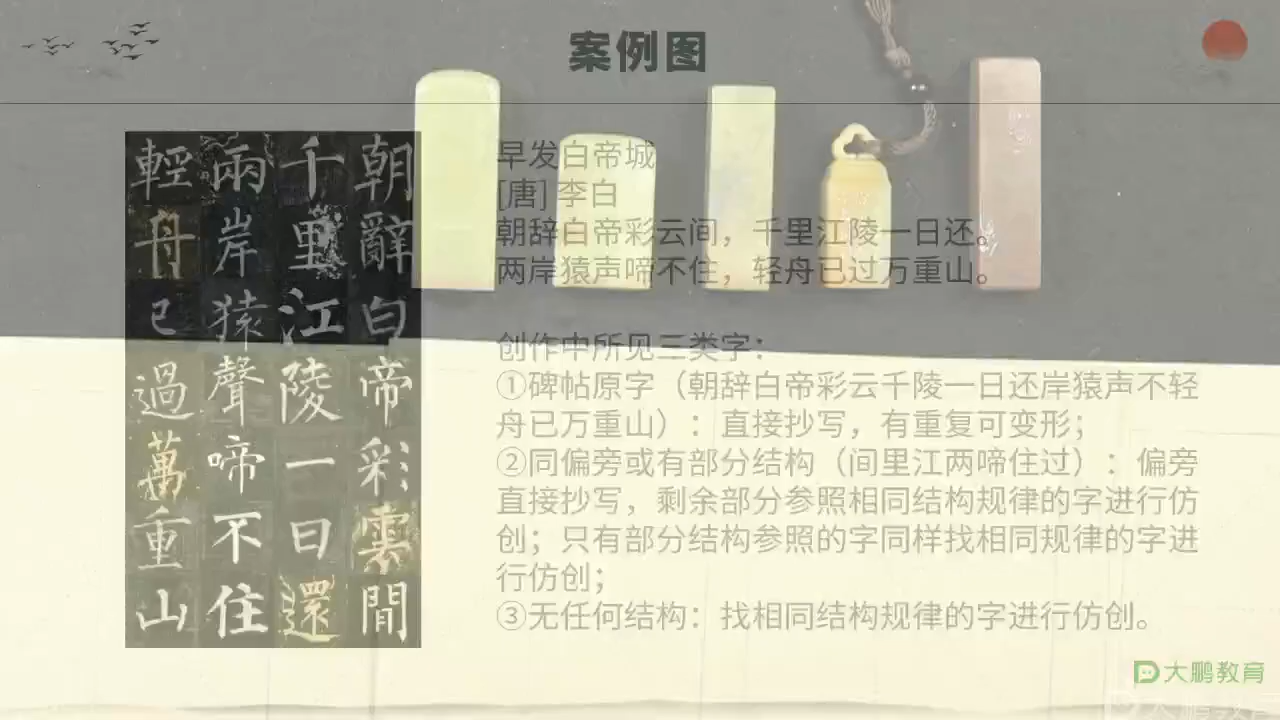 案例图
朝辭白帝彩雲間
千里江陵一日還
兩岸猿聲啼不住
輕舟已過萬重山
早发白帝城
[唐] 李白
朝辞白帝彩云间，千里江陵一日还。
两岸猿声啼不住，轻舟已过万重山。
创作中所见三类字：
①碑帖原字（朝辞白帝彩云千陵一日还岸猿声不轻
舟已万重山）：直接抄写，有重复可变形；
②同偏旁或有部分结构（间里江两啼住过）：偏旁
直接抄写，剩余部分参照相同结构规律的字进行仿
创；只有部分结构参照的字同样找相同规律的字进
行仿创；
③无任何结构：找相同结构规律的字进行仿创。
大鹏教育
大鹏教育